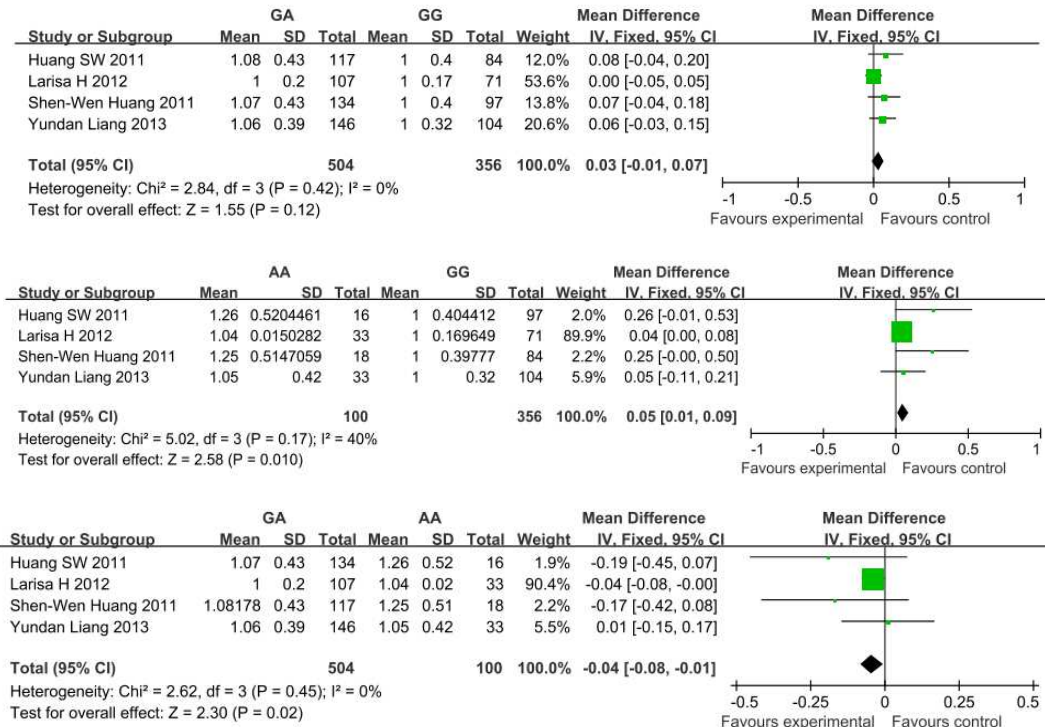 GA GG Mean Difference Mean Difference
Study or Subgroup Mean SD Total Mean SD Total Weight IV, Fixed, 95% CI IV, Fixed, 95% CI
Huang SW 2011 1.08 0.43 117 1 0.4 84 12.0% 0.08 [-0.04, 0.20]
Larisa H 2012 1 0.2 107 1 0.17 71 53.6% 0.00 [-0.05, 0.05]
Shen-Wen Huang 2011 1.07 0.43 134 1 0.4 97 13.8% 0.07 [-0.04, 0.18]
Yundan Liang 2013 1.06 0.39 146 1 0.32 104 20.6% 0.06 [-0.03, 0.15]
Total (95% CI) 504 356 100.0% 0.03 [-0.01, 0.07]
Heterogeneity: Chi² = 2.84, df = 3 (P = 0.42); I² = 0%
Test for overall effect: Z = 1.55 (P = 0.12)
-1 -0.5 0 0.5 1
Favours experimental Favours control
AA GG Mean Difference Mean Difference
Study or Subgroup Mean SD Total Mean SD Total Weight IV, Fixed, 95% CI IV, Fixed, 95% CI
Huang SW 2011 1.26 0.5204461 16 1 0.404412 97 2.0% 0.26 [-0.01, 0.53]
Larisa H 2012 1.04 0.0150282 33 1 0.169649 71 89.9% 0.04 [0.00, 0.08]
Shen-Wen Huang 2011 1.25 0.5147059 18 1 0.39777 84 2.2% 0.25 [-0.00, 0.50]
Yundan Liang 2013 1.05 0.42 33 1 0.32 104 5.9% 0.05 [-0.11, 0.21]
Total (95% CI) 100 356 100.0% 0.05 [0.01, 0.09]
Heterogeneity: Chi² = 5.02, df = 3 (P = 0.17); I² = 40%
Test for overall effect: Z = 2.58 (P = 0.010)
-1 -0.5 0 0.5 1
Favours experimental Favours control
GA AA Mean Difference Mean Difference
Study or Subgroup Mean SD Total Mean SD Total Weight IV, Fixed, 95% CI IV, Fixed, 95% CI
Huang SW 2011 1.07 0.43 134 1.26 0.52 16 1.9% -0.19 [-0.45, 0.07]
Larisa H 2012 1 0.2 107 1.04 0.02 33 90.4% -0.04 [-0.08, -0.00]
Shen-Wen Huang 2011 1.08178 0.43 117 1.25 0.51 18 2.2% -0.17 [-0.42, 0.08]
Yundan Liang 2013 1.06 0.39 146 1.05 0.42 33 5.5% 0.01 [-0.15, 0.17]
Total (95% CI) 504 100 100.0% -0.04 [-0.08, -0.01]
Heterogeneity: Chi² = 2.62, df = 3 (P = 0.45); I² = 0%
Test for overall effect: Z = 2.30 (P = 0.02)
-0.5 -0.25 0 0.25 0.5
Favours experimental Favours control